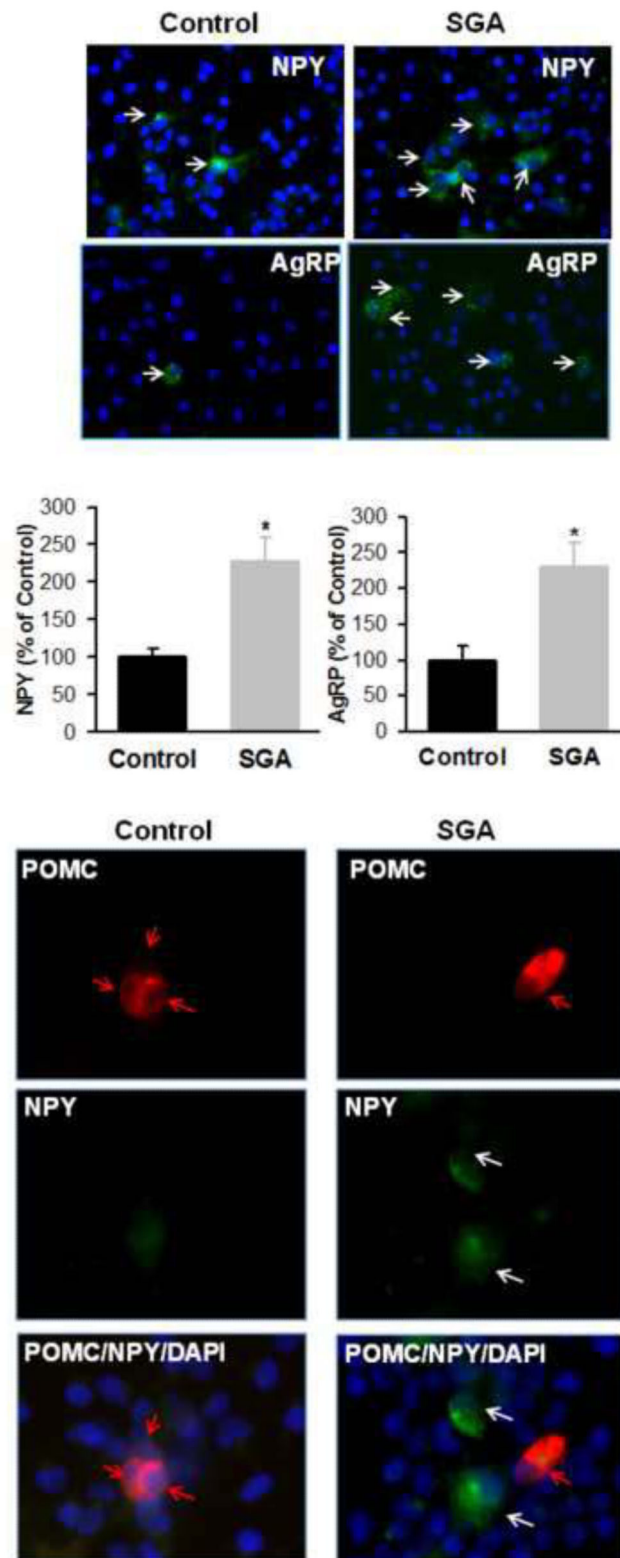 Control SGA
NPY NPY
AgRP AgRP
NPY (% of Control)
300
250
200
150
100
50
0
*
Control SGA
AgRP (% of Control)
300
250
200
150
100
50
0
*
Control SGA
Control SGA
POMC POMC
NPY NPY
POMC/NPY/DAPI POMC/NPY/DAPI